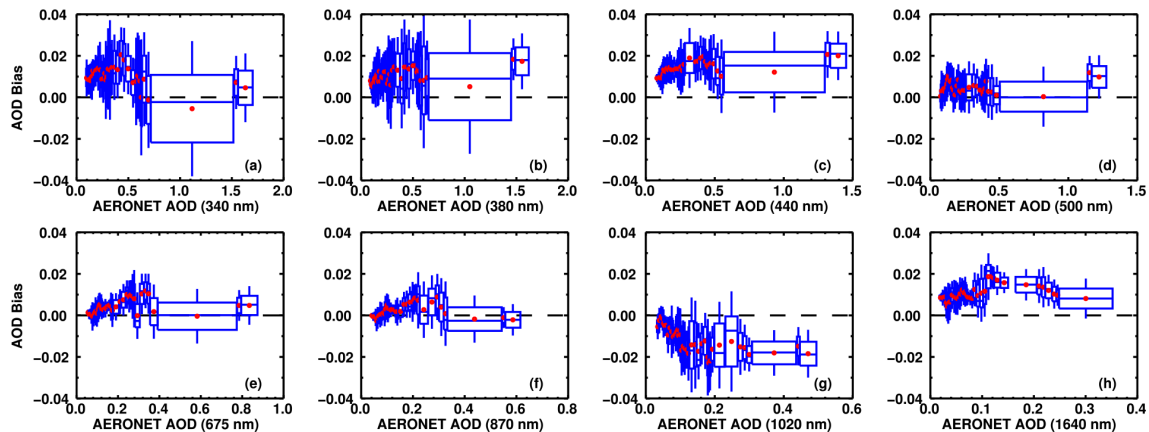 0.04 0.04 0.04 0.04
0.02 0.02 0.02 0.02
AOD Bias 0.00 0.00 0.00 0.00
−0.02 −0.02 −0.02 −0.02
(a) (b) (c) (d)
−0.04 −0.04 −0.04 −0.04
0.0 0.5 1.0 1.5 2.0 0.0 0.5 1.0 1.5 2.0 0.0 0.5 1.0 1.5 0.0 0.5 1.0 1.5
AERONET AOD (340 nm) AERONET AOD (380 nm) AERONET AOD (440 nm) AERONET AOD (500 nm)
0.04 0.04 0.04 0.04
0.02 0.02 0.02 0.02
AOD Bias 0.00 0.00 0.00 0.00
−0.02 −0.02 −0.02 −0.02
(e) (f) (g) (h)
−0.04 −0.04 −0.04 −0.04
0.0 0.2 0.4 0.6 0.8 1.0 0.0 0.2 0.4 0.6 0.8 0.0 0.2 0.4 0.6 0.0 0.1 0.2 0.3 0.4
AERONET AOD (675 nm) AERONET AOD (870 nm) AERONET AOD (1020 nm) AERONET AOD (1640 nm)